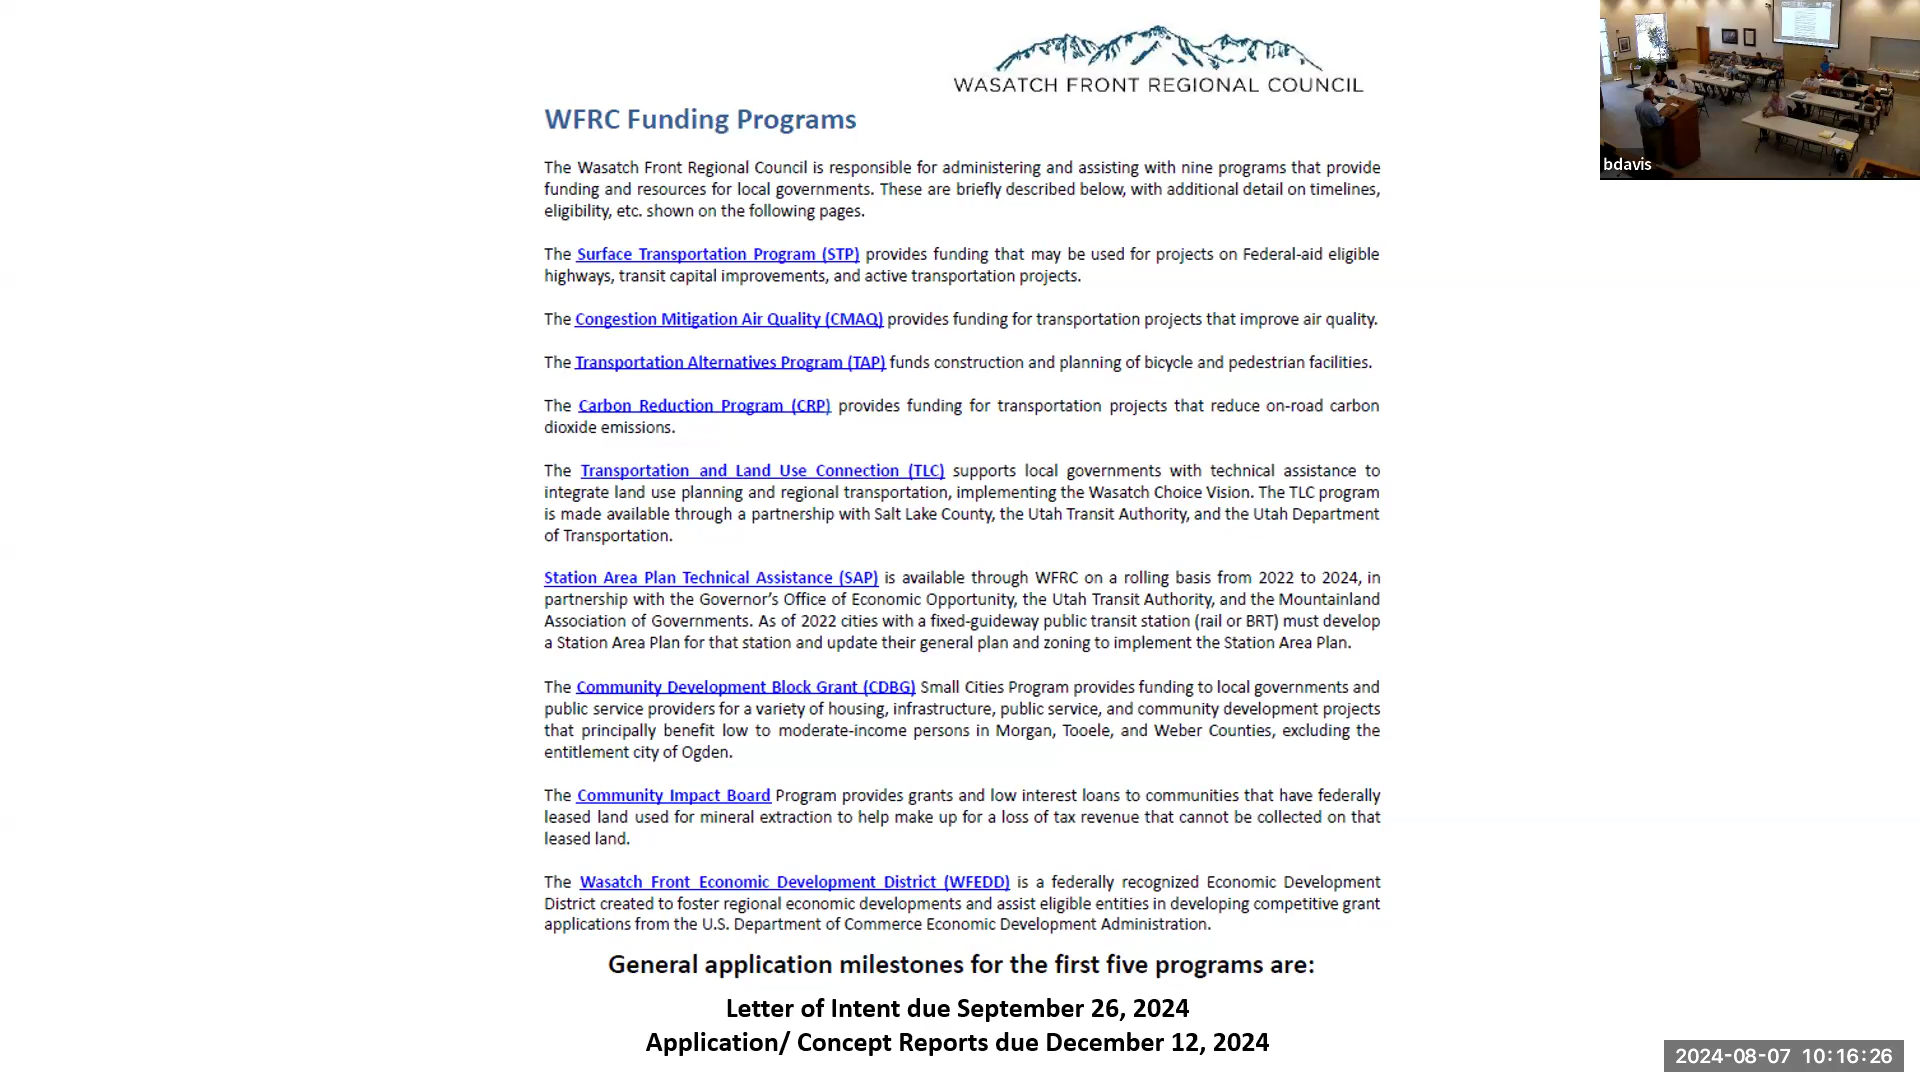 WASATCH FRONT REGIONAL COUNCIL
WFRC Funding Programs
The Wasatch Front Regional Council is responsible for administering and assisting with nine programs that provide
funding and resources for local governments. These are briefly described below, with additional detail on timelines,
eligibility, etc. shown on the following pages.
The Surface Transportation Program (STP) provides funding that may be used for projects on Federal-aid eligible
highways, transit capital improvements, and active transportation projects.
The Congestion Mitigation Air Quality (CMAQ) provides funding for transportation projects that improve air quality.
The Transportation Alternatives Program (TAP) funds construction and planning of bicycle and pedestrian facilities.
The Carbon Reduction Program (CRP) provides funding for transportation projects that reduce on-road carbon
dioxide emissions.
The Transportation and Land Use Connection (TLC) supports local governments with technical assistance to
integrate land use planning and regional transportation, implementing the Wasatch Choice Vision. The TLC program
is made available through a partnership with Salt Lake County, the Utah Transit Authority, and the Utah Department
of Transportation.
Station Area Plan Technical Assistance (SAP) is available through WFRC on a rolling basis from 2022 to 2024, in
partnership with the Governor's Office of Economic Opportunity, the Utah Transit Authority, and the Mountainland
Association of Governments. As of 2022 cities with a fixed-guideway public transit station (rail or BRT) must develop
a Station Area Plan for that station and update their general plan and zoning to implement the Station Area Plan.
The Community Development Block Grant (CDBG) Small Cities Program provides funding to local governments and
public service providers for a variety of housing, infrastructure, public service, and community development projects
that principally benefit low to moderate-income persons in Morgan, Tooele, and Weber Counties, excluding the
entitlement city of Ogden.
The Community Impact Board Program provides grants and low interest loans to communities that have federally
leased land used for mineral extraction to help make up for a loss of tax revenue that cannot be collected on that
leased land.
The Wasatch Front Economic Development District (WFEDD) is a federally recognized Economic Development
District created to foster regional economic developments and assist eligible entities in developing competitive grant
applications from the U.S. Department of Commerce Economic Development Administration.
General application milestones for the first five programs are:
Letter of Intent due September 26, 2024
Application/ Concept Reports due December 12, 2024
bdavis
2024-08-07 10:16:26